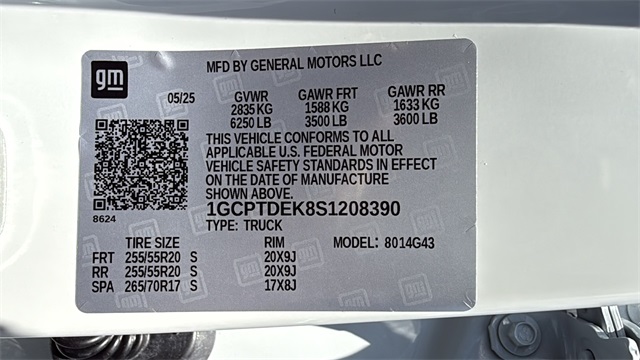 gm
MFD BY GENERAL MOTORS LLC
05/25 GVWR GAWR FRT GAWR RR
2835 KG 1588 KG 1633 KG
6250 LB 3500 LB 3600 LB
THIS VEHICLE CONFORMS TO ALL
APPLICABLE U.S. FEDERAL MOTOR
VEHICLE SAFETY STANDARDS IN EFFECT
ON THE DATE OF MANUFACTURE
SHOWN ABOVE.
8624
1GCPTDEK8S1208390
TYPE: TRUCK
TIRE SIZE RIM MODEL: 8014G43
FRT 255/55R20 S 20X9J
RR 255/55R20 S 20X9J
SPA 265/70R17 S 17X8J